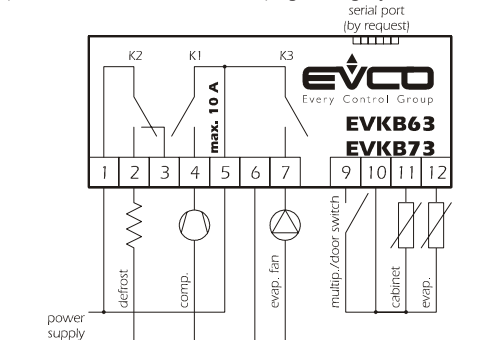 serial port
(by request)
K2
K1
K3
max. 10 A
EVCO
Every Control Group
EVKB63
EVKB73
1 2 3 4 5 6 7 9 10 11 12
defrost
comp.
evap. fan
multip./door switch
cabinet
evap.
power
supply